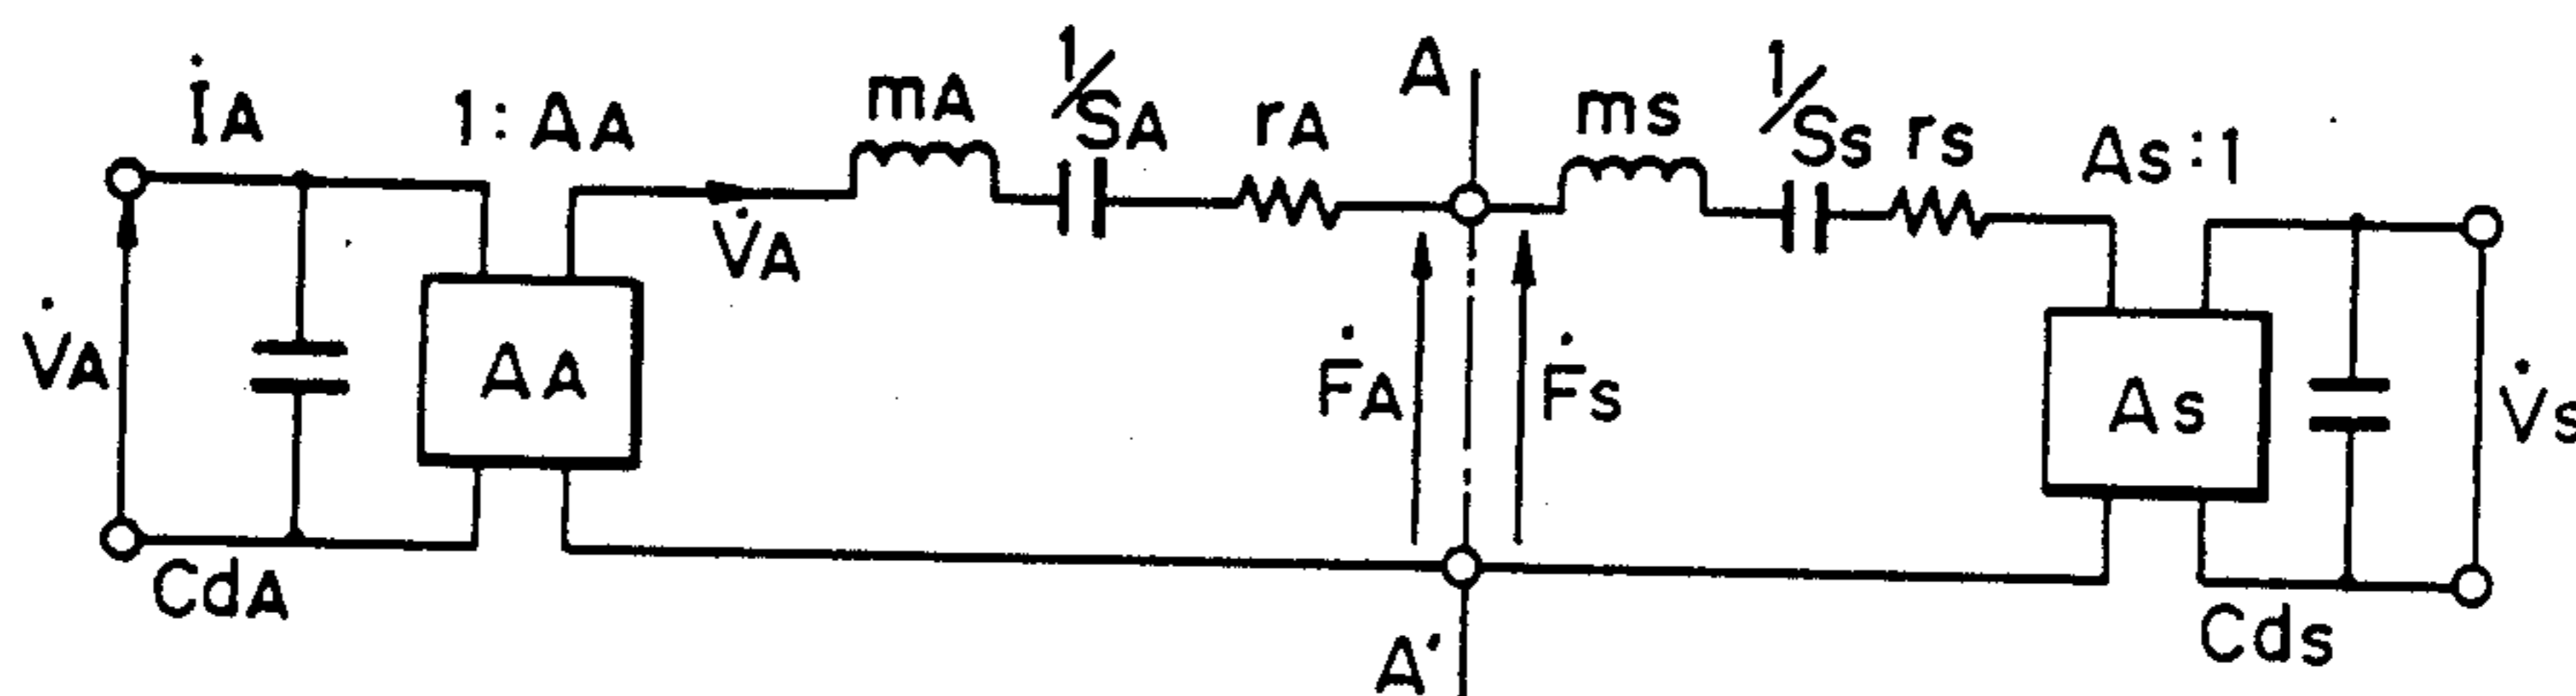 İA
1:AA
mA
1/SA
rA
A
ms
1/Ss
rs
As:1
V̇A
AA
V̇A
ḞA
Ḟs
As
V̇s
CdA
A'
Cds